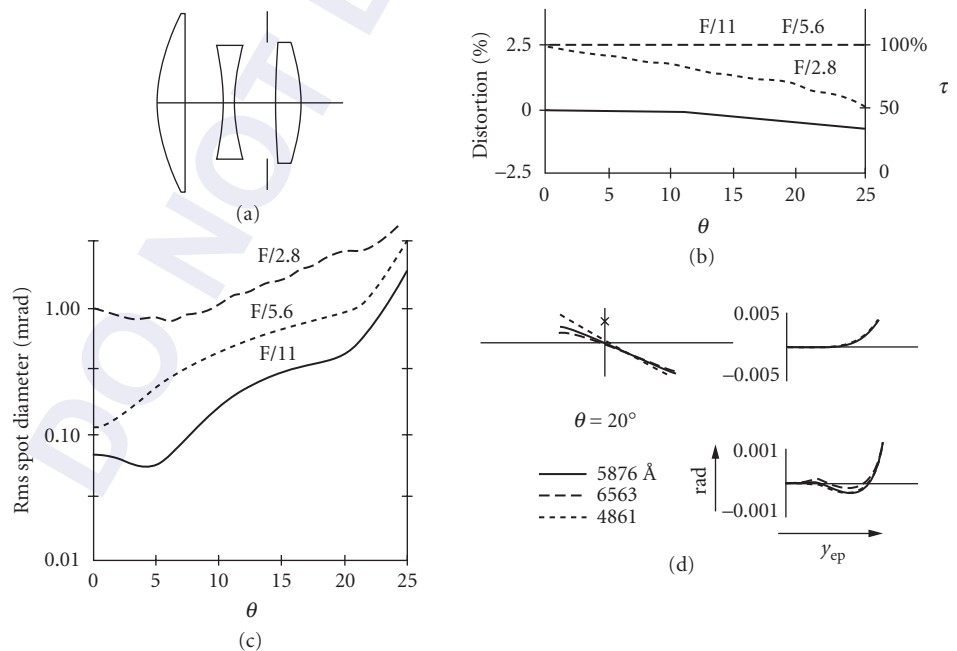 DO NOT
(a)
Distortion (%)
2.5
0
−2.5
F/11
F/5.6
F/2.8
100%
50
0
τ
0
5
10
15
20
25
θ
(b)
Rms spot diameter (mrad)
1.00
0.10
0.01
F/2.8
F/5.6
F/11
0
5
10
15
20
25
θ
(c)
×
θ = 20°
5876 Å
6563
4861
0.005
−0.005
rad
0.001
−0.001
y ep
(d)